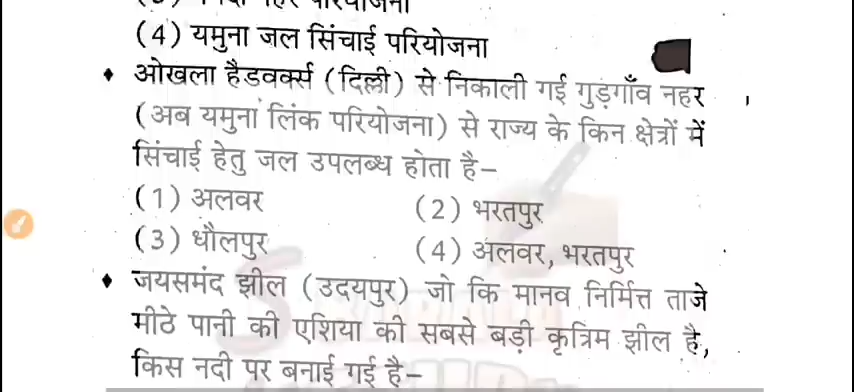 (4) यमुना जल सिंचाई परियोजना
♦ ओखला हैडवर्क्स (दिल्ली) से निकाली गई गुड़गाँव नहर
(अब यमुना लिंक परियोजना) से राज्य के किन क्षेत्रों में
सिंचाई हेतु जल उपलब्ध होता है–
(1) अलवर (2) भरतपुर
(3) धौलपुर (4) अलवर, भरतपुर
♦ जयसमंद झील (उदयपुर) जो कि मानव निर्मित्त ताजे
मीठे पानी की एशिया की सबसे बड़ी कृत्रिम झील है,
किस नदी पर बनाई गई है–